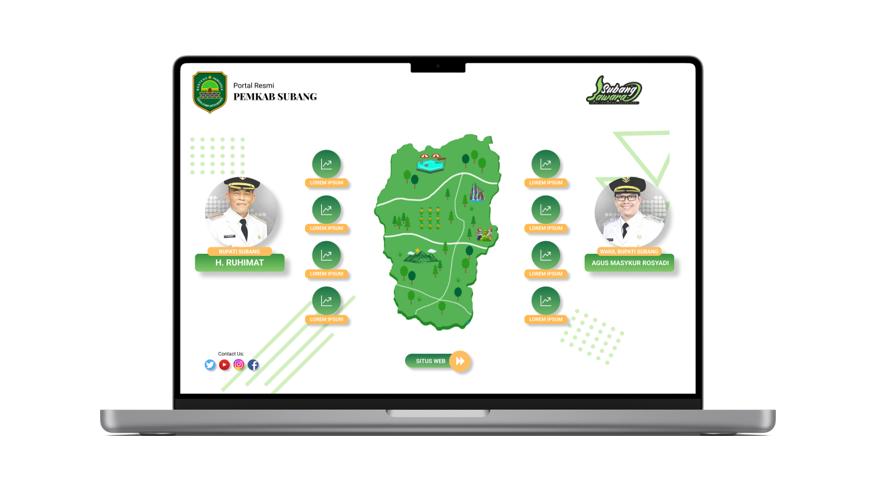 Portal Resmi
PEMKAB SUBANG
Subang
Jawara
LOREM IPSUM
LOREM IPSUM
LOREM IPSUM
LOREM IPSUM
LOREM IPSUM
LOREM IPSUM
LOREM IPSUM
LOREM IPSUM
BUPATI SUBANG
H. RUHIMAT
WAKIL BUPATI SUBANG
AGUS MASYKUR ROSYADI
Contact Us:
SITUS WEB